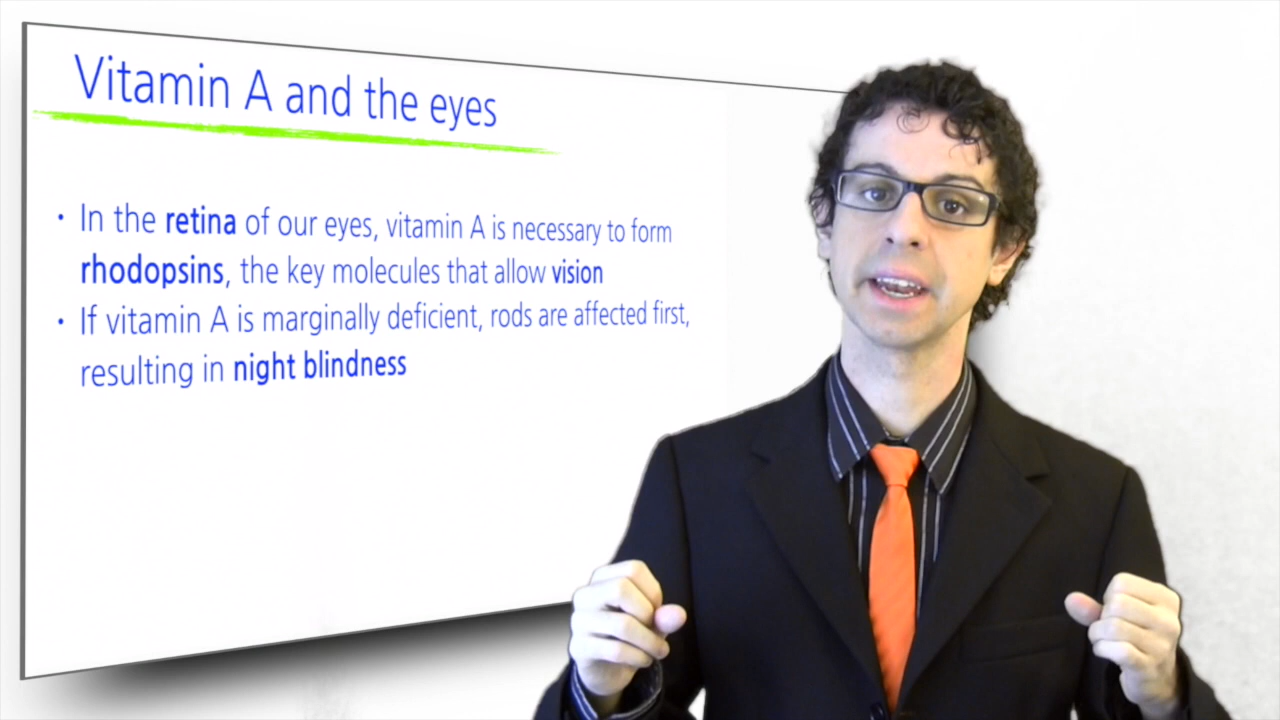 Vitamin A and the eyes
• In the retina of our eyes, vitamin A is necessary to form
rhodopsins, the key molecules that allow vision
• If vitamin A is marginally deficient, rods are affected first,
resulting in night blindness